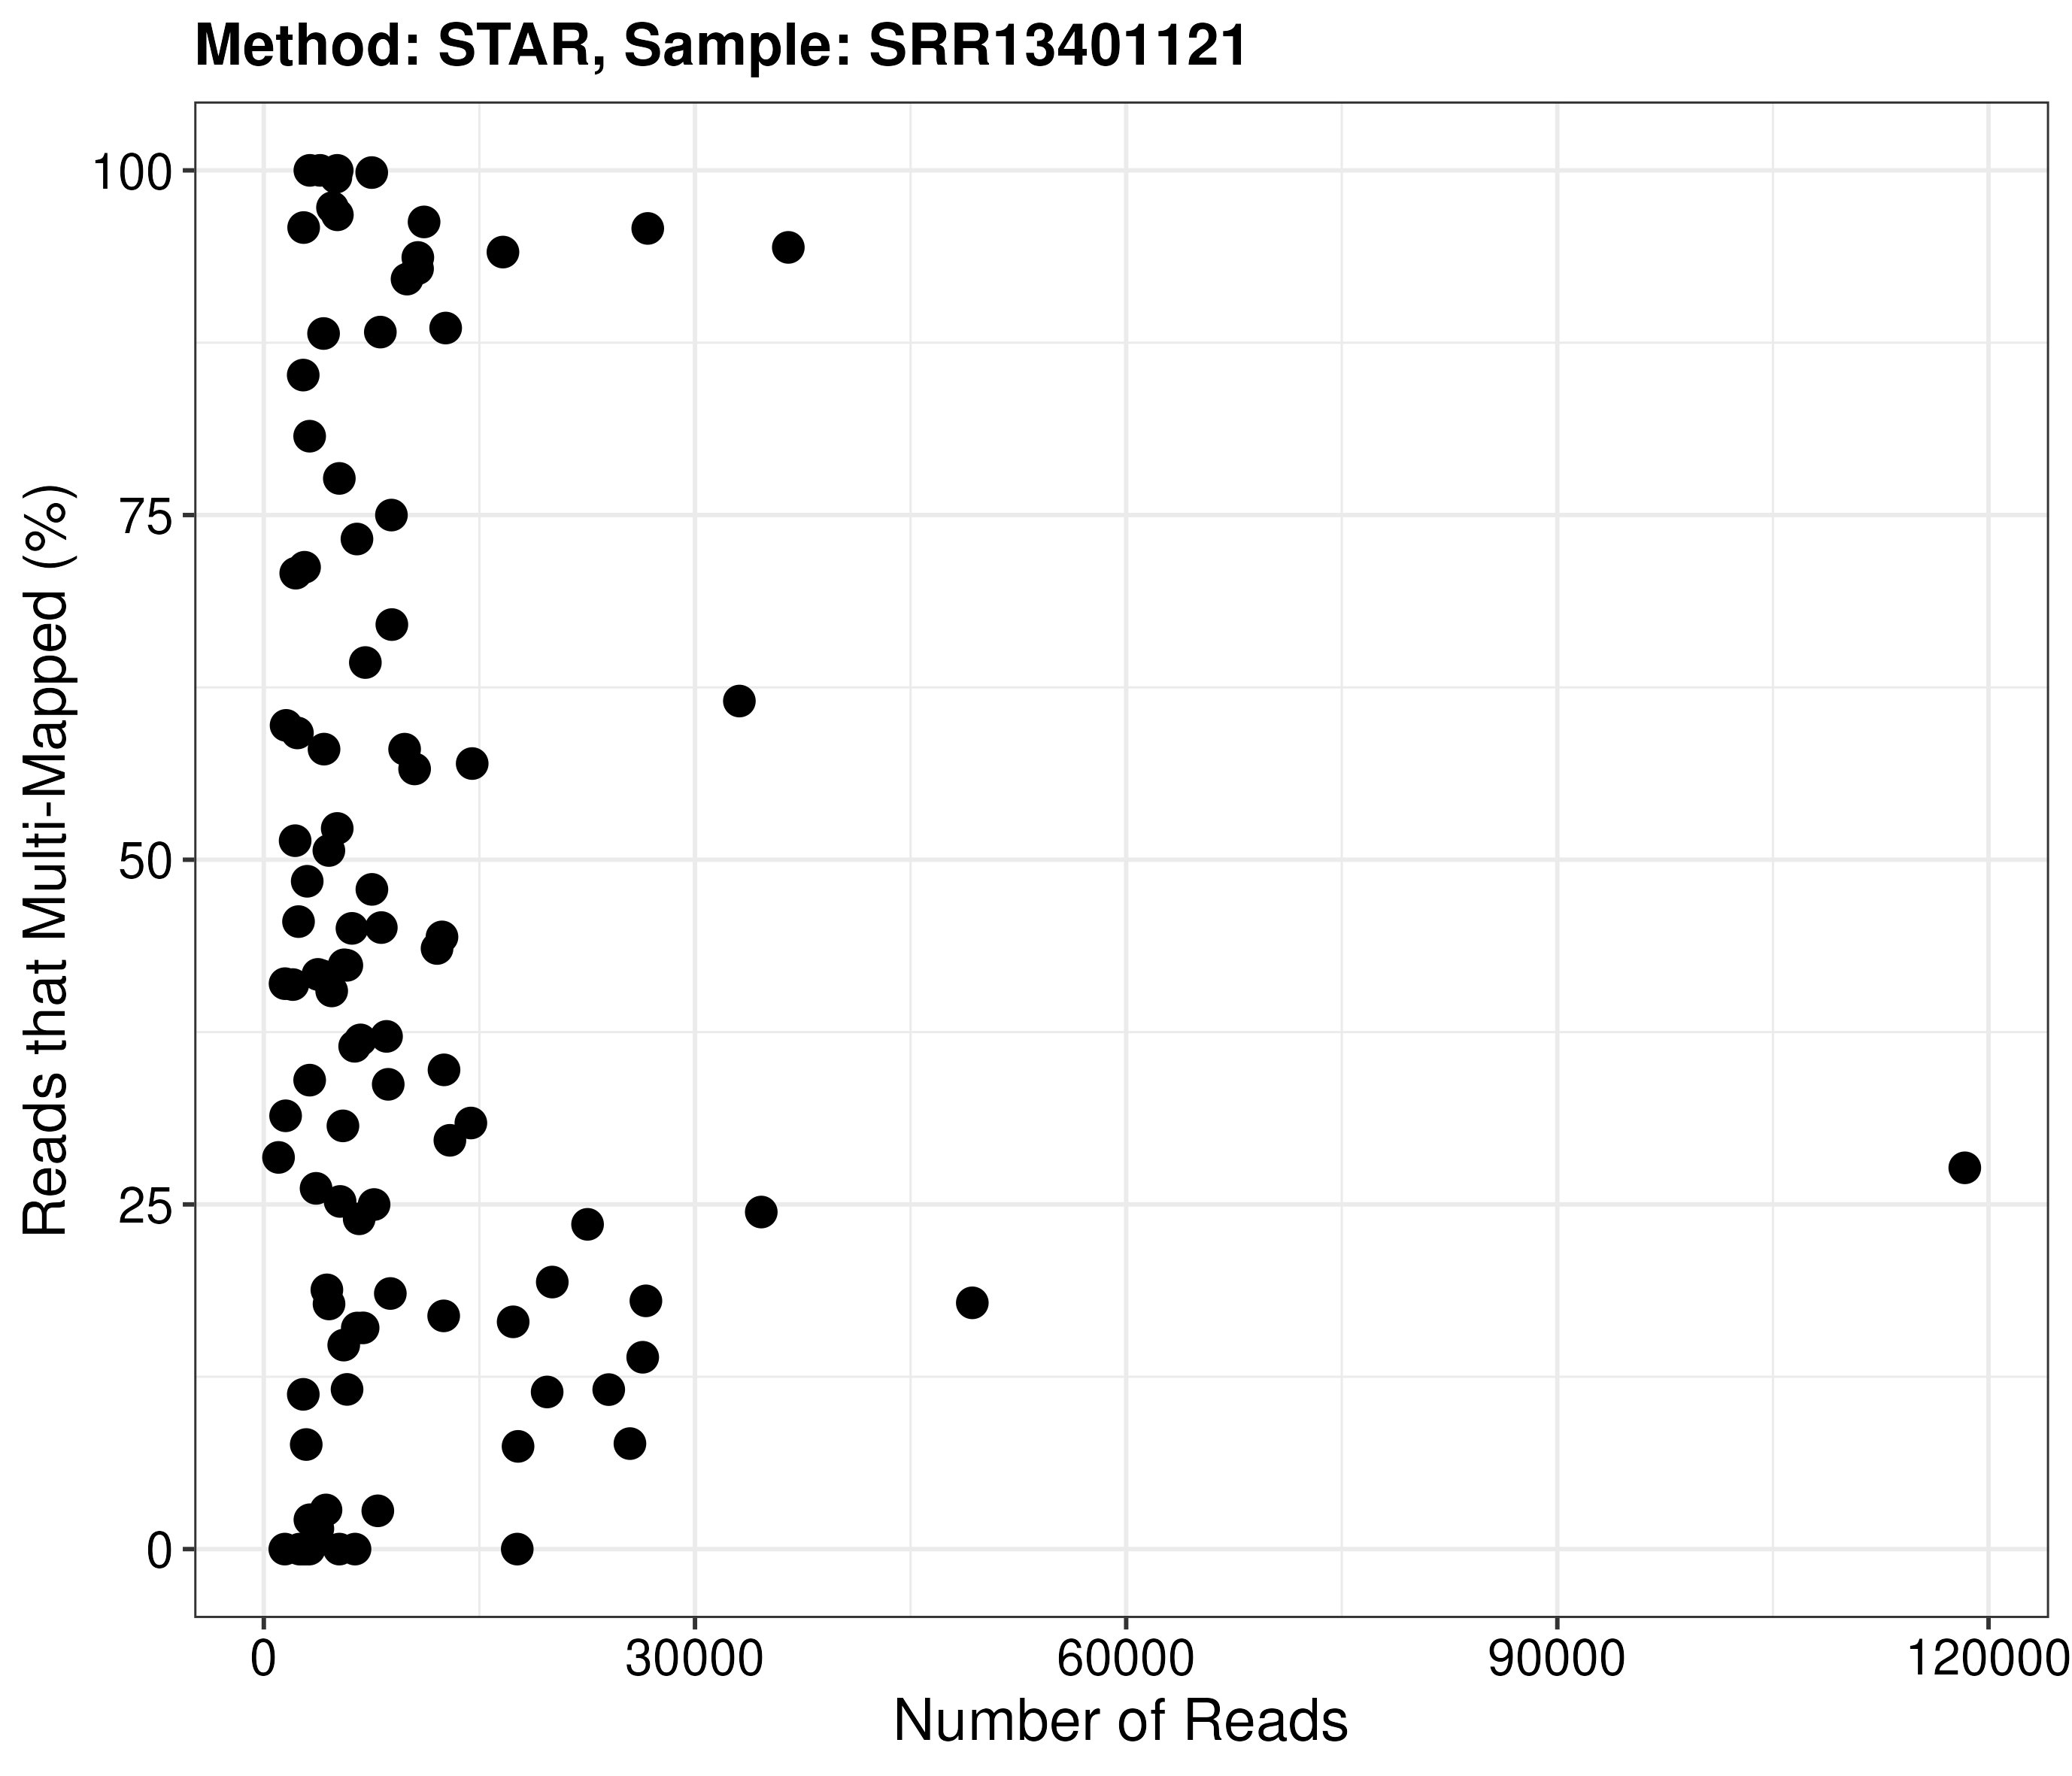 Method: STAR, Sample: SRR13401121
Reads that Multi-Mapped (%)
100
75
50
25
0
0 30000 60000 90000 120000
Number of Reads